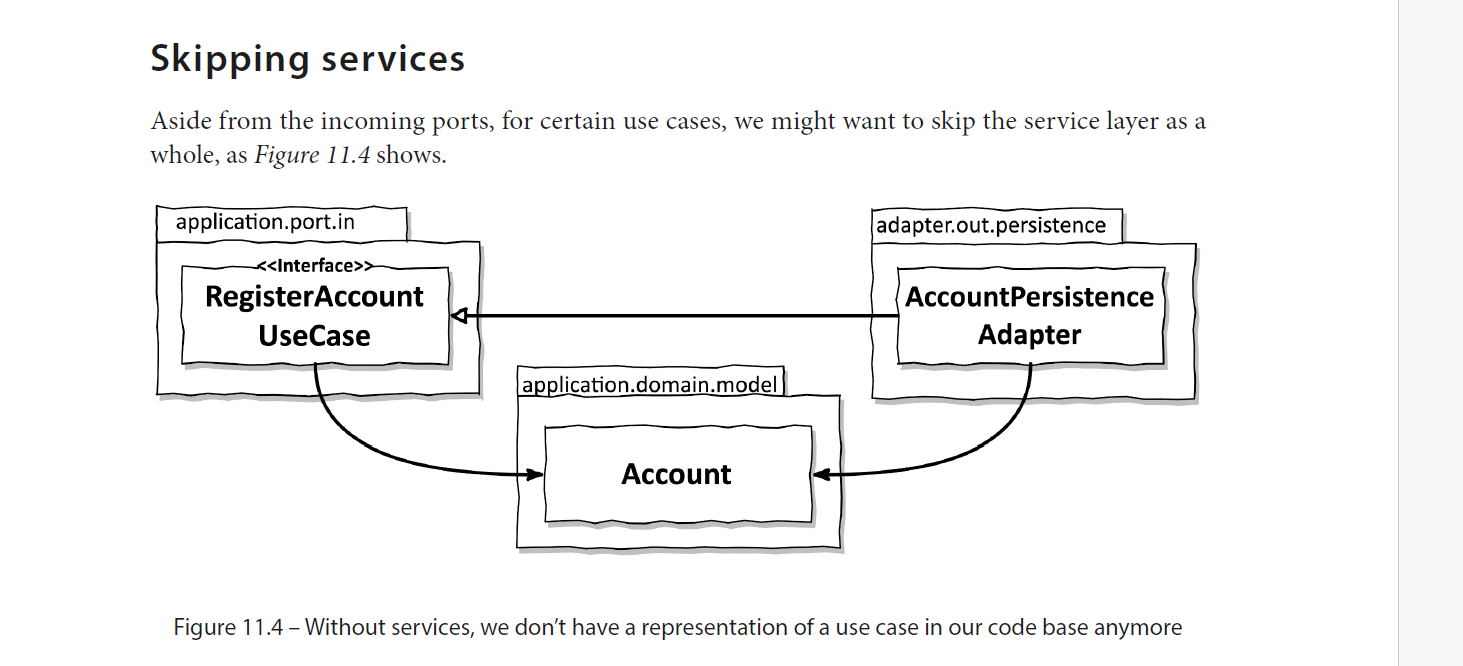 Skipping services
Aside from the incoming ports, for certain use cases, we might want to skip the service layer as a
whole, as Figure 11.4 shows.
application.port.in
<<Interface>>
RegisterAccount
UseCase
adapter.out.persistence
AccountPersistence
Adapter
application.domain.model
Account
Figure 11.4 – Without services, we don’t have a representation of a use case in our code base anymore